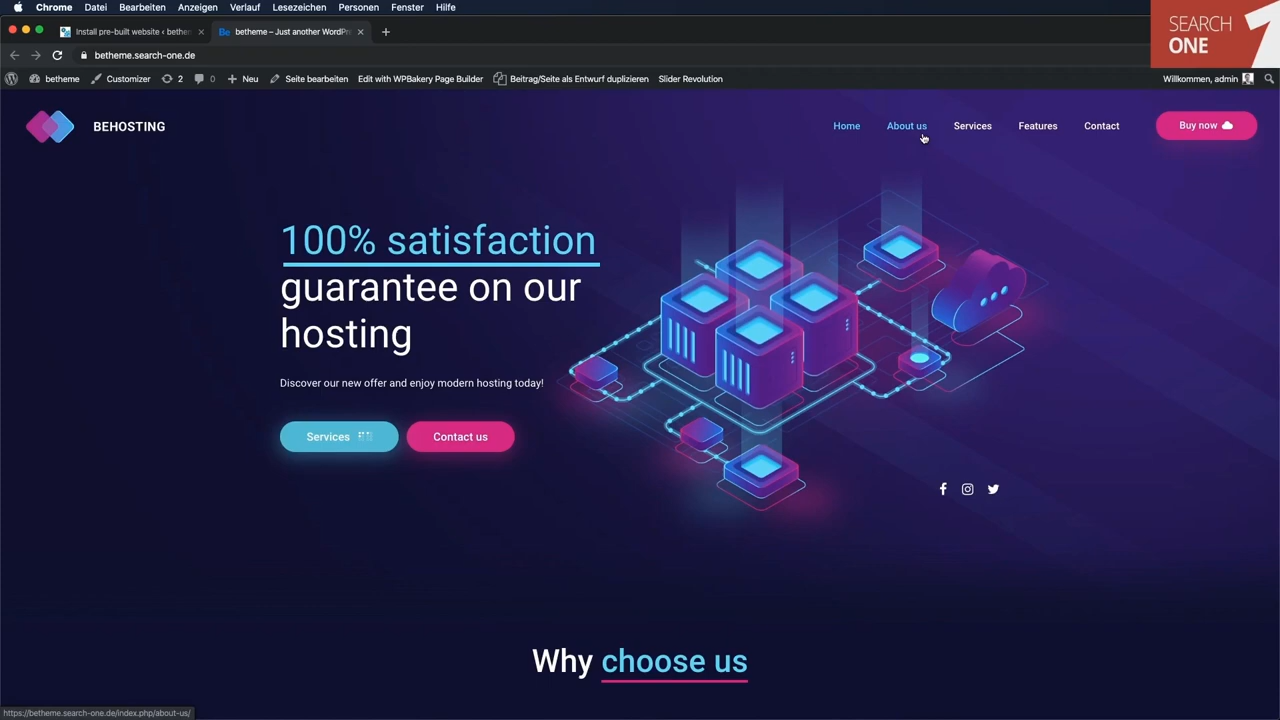 Chrome Datei Bearbeiten Anzeigen Verlauf Lesezeichen Personen Fenster Hilfe
SEARCH
ONE
Install pre-built website ‹ bethem
Be betheme – Just another WordPr
betheme.search-one.de
betheme Customizer 2 0 Neu Seite bearbeiten Edit with WPBakery Page Builder Beitrag/Seite als Entwurf duplizieren Slider Revolution Willkommen, admin
BEHOSTING
Home About us Services Features Contact Buy now
100% satisfaction
guarantee on our
hosting
Discover our new offer and enjoy modern hosting today!
Services Contact us
Why choose us
https://betheme.search-one.de/index.php/about-us/